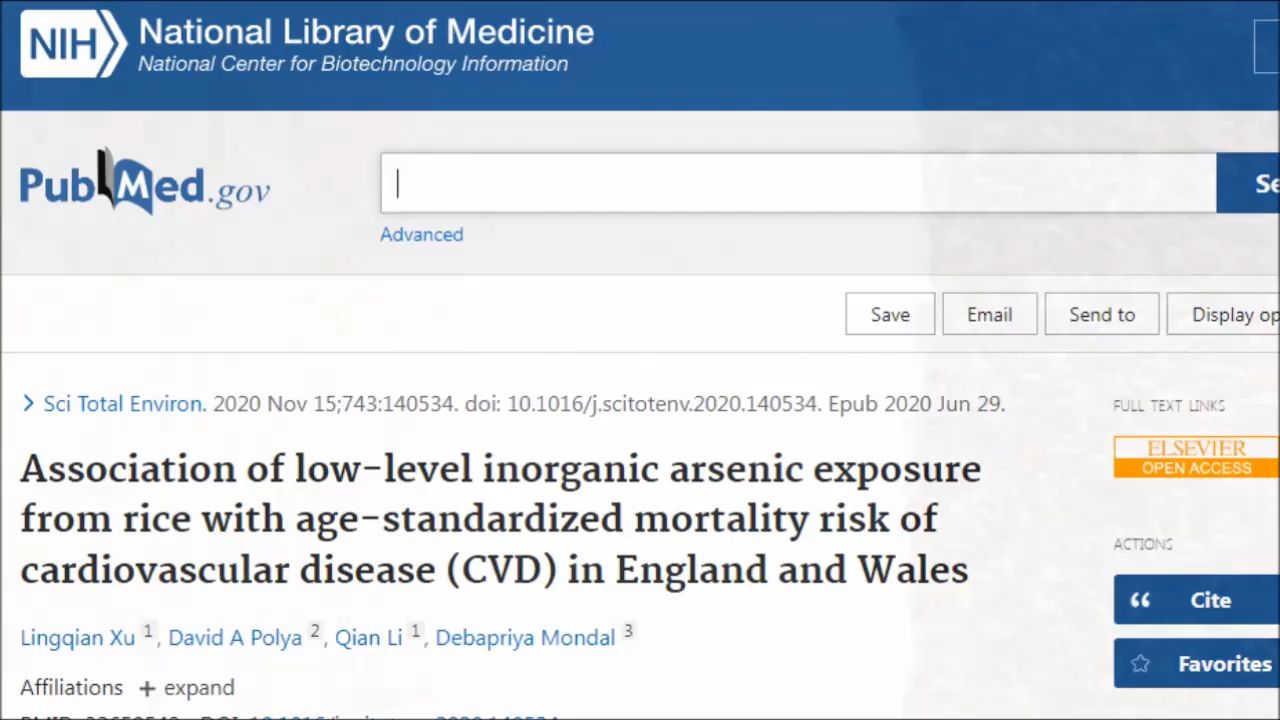 NIH National Library of Medicine
National Center for Biotechnology Information
PubMed.gov
Advanced
Save Email Send to Display
Sci Total Environ. 2020 Nov 15;743:140534. doi: 10.1016/j.scitotenv.2020.140534. Epub 2020 Jun 29.
FULL TEXT LINKS
ELSEVIER
OPEN ACCESS
Association of low-level inorganic arsenic exposure
from rice with age-standardized mortality risk of
cardiovascular disease (CVD) in England and Wales
ACTIONS
Cite
Lingqian Xu 1, David A Polya 2, Qian Li 1, Debapriya Mondal 3
Favorites
Affiliations + expand